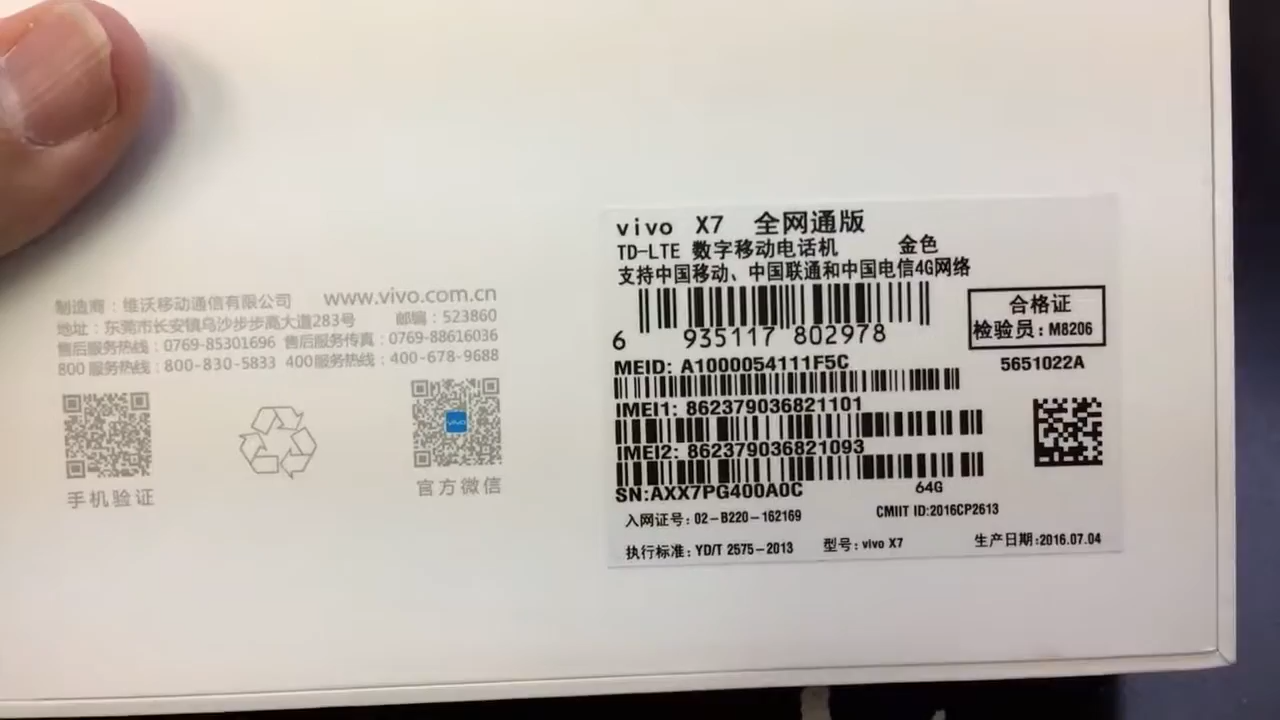 制造商：维沃移动通信有限公司 www.vivo.com.cn
地址：东莞市长安镇乌沙步步高大道283号 邮编：523860
售后服务热线：0769-85301696 售后服务传真：0769-88616036
800 服务热线：800-830-5833 400服务热线：400-678-9688
vivo
手机验证
官方微信
vivo X7 全网通版
TD-LTE 数字移动电话机 金色
支持中国移动、中国联通和中国电信4G网络
6 935117 802978
合格证
检验员：M8206
MEID: A1000054111F5C
5651022A
IMEI1: 862379036821101
IMEI2: 862379036821093
SN:AXX7PG400A0C 64G
入网证号：02-B220-162169 CMIIT ID:2016CP2613
执行标准：YD/T 2575-2013 型号：vivo X7 生产日期:2016.07.04